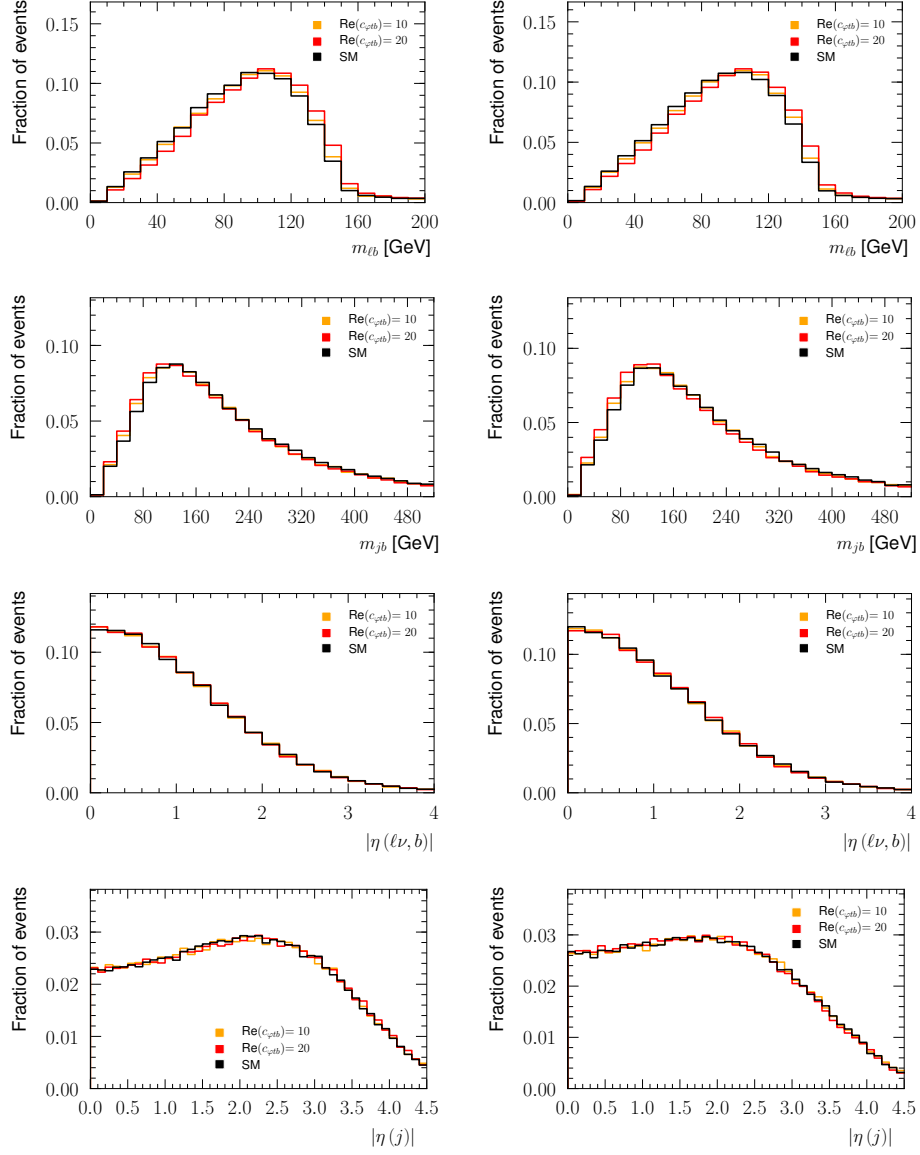 Fraction of events
0.15
0.10
0.05
0.00
Re(c_φtb)= 10
Re(c_φtb)= 20
SM
0 40 80 120 160 200
m_ℓb [GeV]
Fraction of events
0.15
0.10
0.05
0.00
Re(c_φtb)= 10
Re(c_φtb)= 20
SM
0 40 80 120 160 200
m_ℓb [GeV]
Fraction of events
0.10
0.05
0.00
Re(c_φtb)= 10
Re(c_φtb)= 20
SM
0 80 160 240 320 400 480
m_jb [GeV]
Fraction of events
0.10
0.05
0.00
Re(c_φtb)= 10
Re(c_φtb)= 20
SM
0 80 160 240 320 400 480
m_jb [GeV]
Fraction of events
0.10
0.05
0.00
Re(c_φtb)= 10
Re(c_φtb)= 20
SM
0 1 2 3 4
|η (ℓν, b)|
Fraction of events
0.10
0.05
0.00
Re(c_φtb)= 10
Re(c_φtb)= 20
SM
0 1 2 3 4
|η (ℓν, b)|
Fraction of events
0.03
0.02
0.01
0.00
Re(c_φtb)= 10
Re(c_φtb)= 20
SM
0.0 0.5 1.0 1.5 2.0 2.5 3.0 3.5 4.0 4.5
|η (j)|
Fraction of events
0.03
0.02
0.01
0.00
Re(c_φtb)= 10
Re(c_φtb)= 20
SM
0.0 0.5 1.0 1.5 2.0 2.5 3.0 3.5 4.0 4.5
|η (j)|